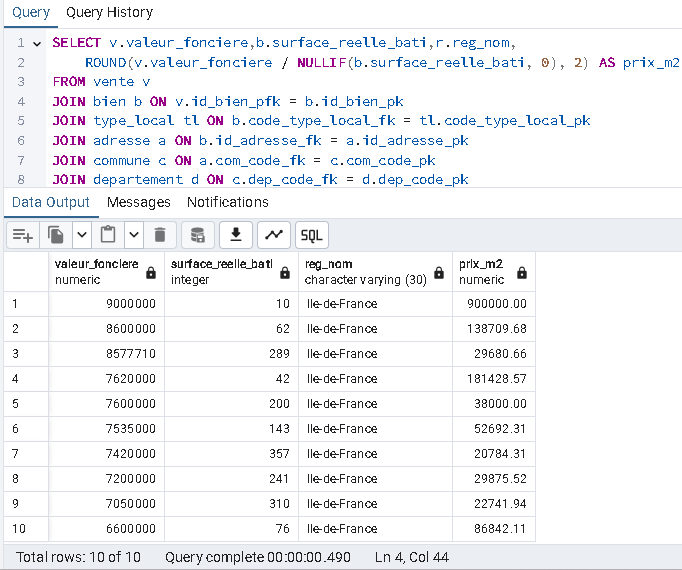 Query Query History
1 SELECT v.valeur_fonciere,b.surface_reelle_bati,r.reg_nom,
2 ROUND(v.valeur_fonciere / NULLIF(b.surface_reelle_bati, 0), 2) AS prix_m2
3 FROM vente v
4 JOIN bien b ON v.id_bien_pfk = b.id_bien_pk
5 JOIN type_local tl ON b.code_type_local_fk = tl.code_type_local_pk
6 JOIN adresse a ON b.id_adresse_fk = a.id_adresse_pk
7 JOIN commune c ON a.com_code_fk = c.com_code_pk
8 JOIN departement d ON c.dep_code_fk = d.dep_code_pk
Data Output Messages Notifications
SQL
valeur_fonciere surface_reelle_bati reg_nom prix_m2
numeric integer character varying (30) numeric
1 9000000 10 Ile-de-France 900000.00
2 8600000 62 Ile-de-France 138709.68
3 8577710 289 Ile-de-France 29680.66
4 7620000 42 Ile-de-France 181428.57
5 7600000 200 Ile-de-France 38000.00
6 7535000 143 Ile-de-France 52692.31
7 7420000 357 Ile-de-France 20784.31
8 7200000 241 Ile-de-France 29875.52
9 7050000 310 Ile-de-France 22741.94
10 6600000 76 Ile-de-France 86842.11
Total rows: 10 of 10 Query complete 00:00:00.490 Ln 4, Col 44